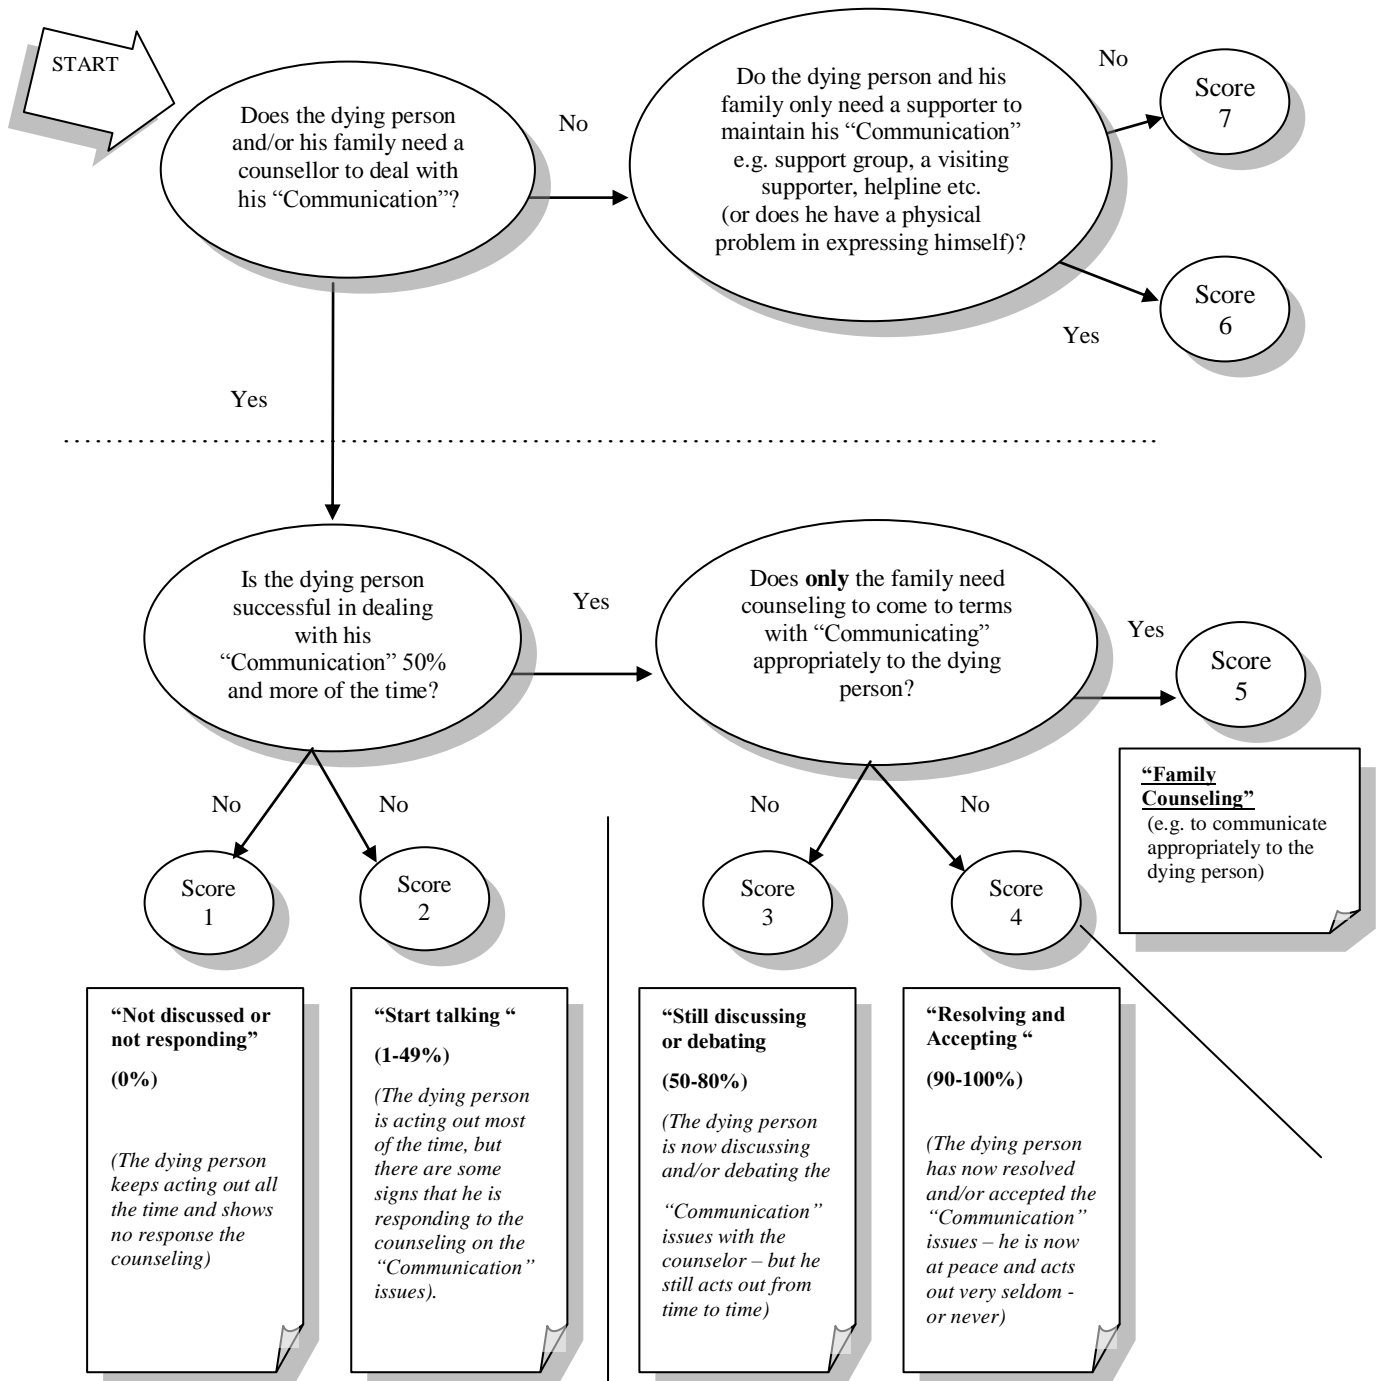 START
Does the dying person
and/or his family need a
counsellor to deal with
his “Communication”?
No
Do the dying person and his
family only need a supporter to
maintain his “Communication”
e.g. support group, a visiting
supporter, helpline etc.
(or does he have a physical
problem in expressing himself)?
No
Score
7
Yes
Score
6
Yes
Is the dying person
successful in dealing
with his
“Communication” 50%
and more of the time?
Yes
Does only the family need
counseling to come to terms
with “Communicating”
appropriately to the dying
person?
Yes
Score
5
“Family
Counseling”
(e.g. to communicate
appropriately to the
dying person)
No
No
Score
1
Score
2
No
No
Score
3
Score
4
“Not discussed or
not responding”
(0%)
(The dying person
keeps acting out all
the time and shows
no response the
counseling)
“Start talking “
(1-49%)
(The dying person
is acting out most
of the time, but
there are some
signs that he is
responding to the
counseling on the
“Communication”
issues).
“Still discussing
or debating
(50-80%)
(The dying person
is now discussing
and/or debating the
“Communication”
issues with the
counselor – but he
still acts out from
time to time)
“Resolving and
Accepting “
(90-100%)
(The dying person
has now resolved
and/or accepted the
“Communication”
issues – he is now
at peace and acts
out very seldom -
or never)